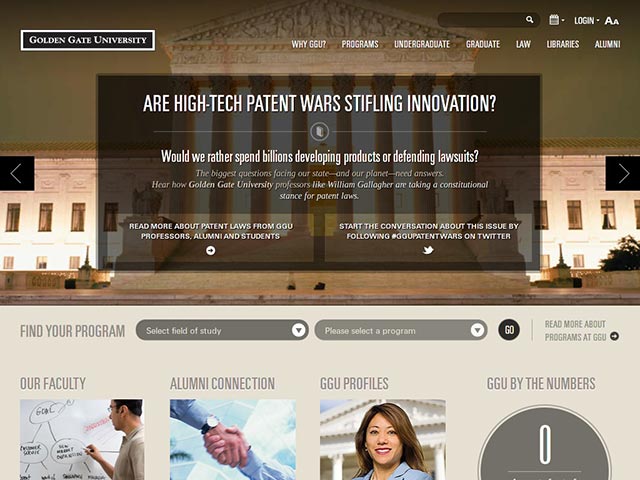 LOGIN
AA
GOLDEN GATE UNIVERSITY
WHY GGU? PROGRAMS UNDERGRADUATE GRADUATE LAW LIBRARIES ALUMNI
ARE HIGH-TECH PATENT WARS STIFLING INNOVATION?
Would we rather spend billions developing products or defending lawsuits?
The biggest questions facing our state—and our planet—need answers.
Hear how Golden Gate University professors like William Gallagher are taking a constitutional
stance for patent laws.
READ MORE ABOUT PATENT LAWS FROM GGU
PROFESSORS, ALUMNI AND STUDENTS
START THE CONVERSATION ABOUT THIS ISSUE BY
FOLLOWING #GGUPATENTWARS ON TWITTER
FIND YOUR PROGRAM
Select field of study
Please select a program
GO
READ MORE ABOUT
PROGRAMS AT GGU
OUR FACULTY
ALUMNI CONNECTION
GGU PROFILES
GGU BY THE NUMBERS
GOAL
0